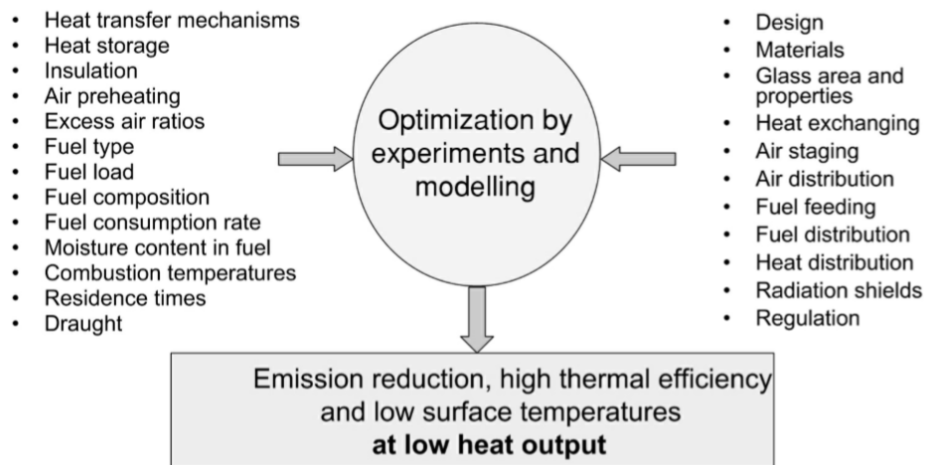 • Heat transfer mechanisms
• Heat storage
• Insulation
• Air preheating
• Excess air ratios
• Fuel type
• Fuel load
• Fuel composition
• Fuel consumption rate
• Moisture content in fuel
• Combustion temperatures
• Residence times
• Draught
Optimization by
experiments and
modelling
• Design
• Materials
• Glass area and
properties
• Heat exchanging
• Air staging
• Air distribution
• Fuel feeding
• Fuel distribution
• Heat distribution
• Radiation shields
• Regulation
Emission reduction, high thermal efficiency
and low surface temperatures
at low heat output